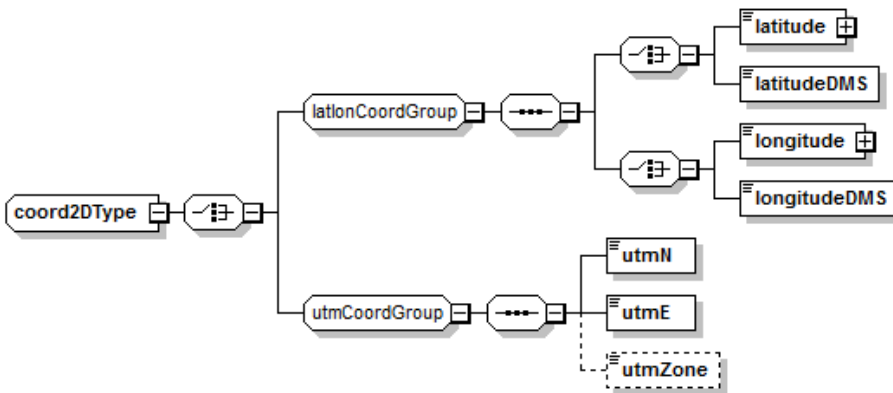 latitude
latitudeDMS
latlonCoordGroup
longitude
longitudeDMS
coord2DType
utmN
utmCoordGroup
utmE
utmZone